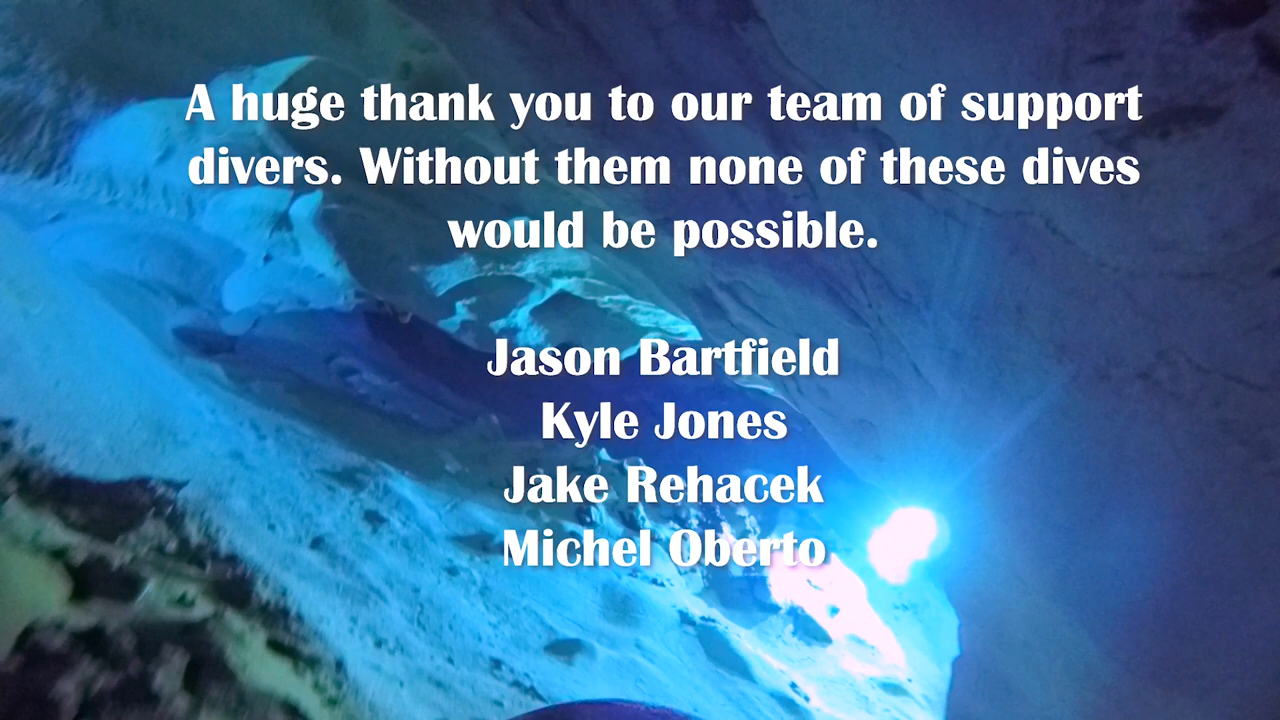 A huge thank you to our team of support
divers. Without them none of these dives
would be possible.
Jason Bartfield
Kyle Jones
Jake Rehacek
Michel Oberto